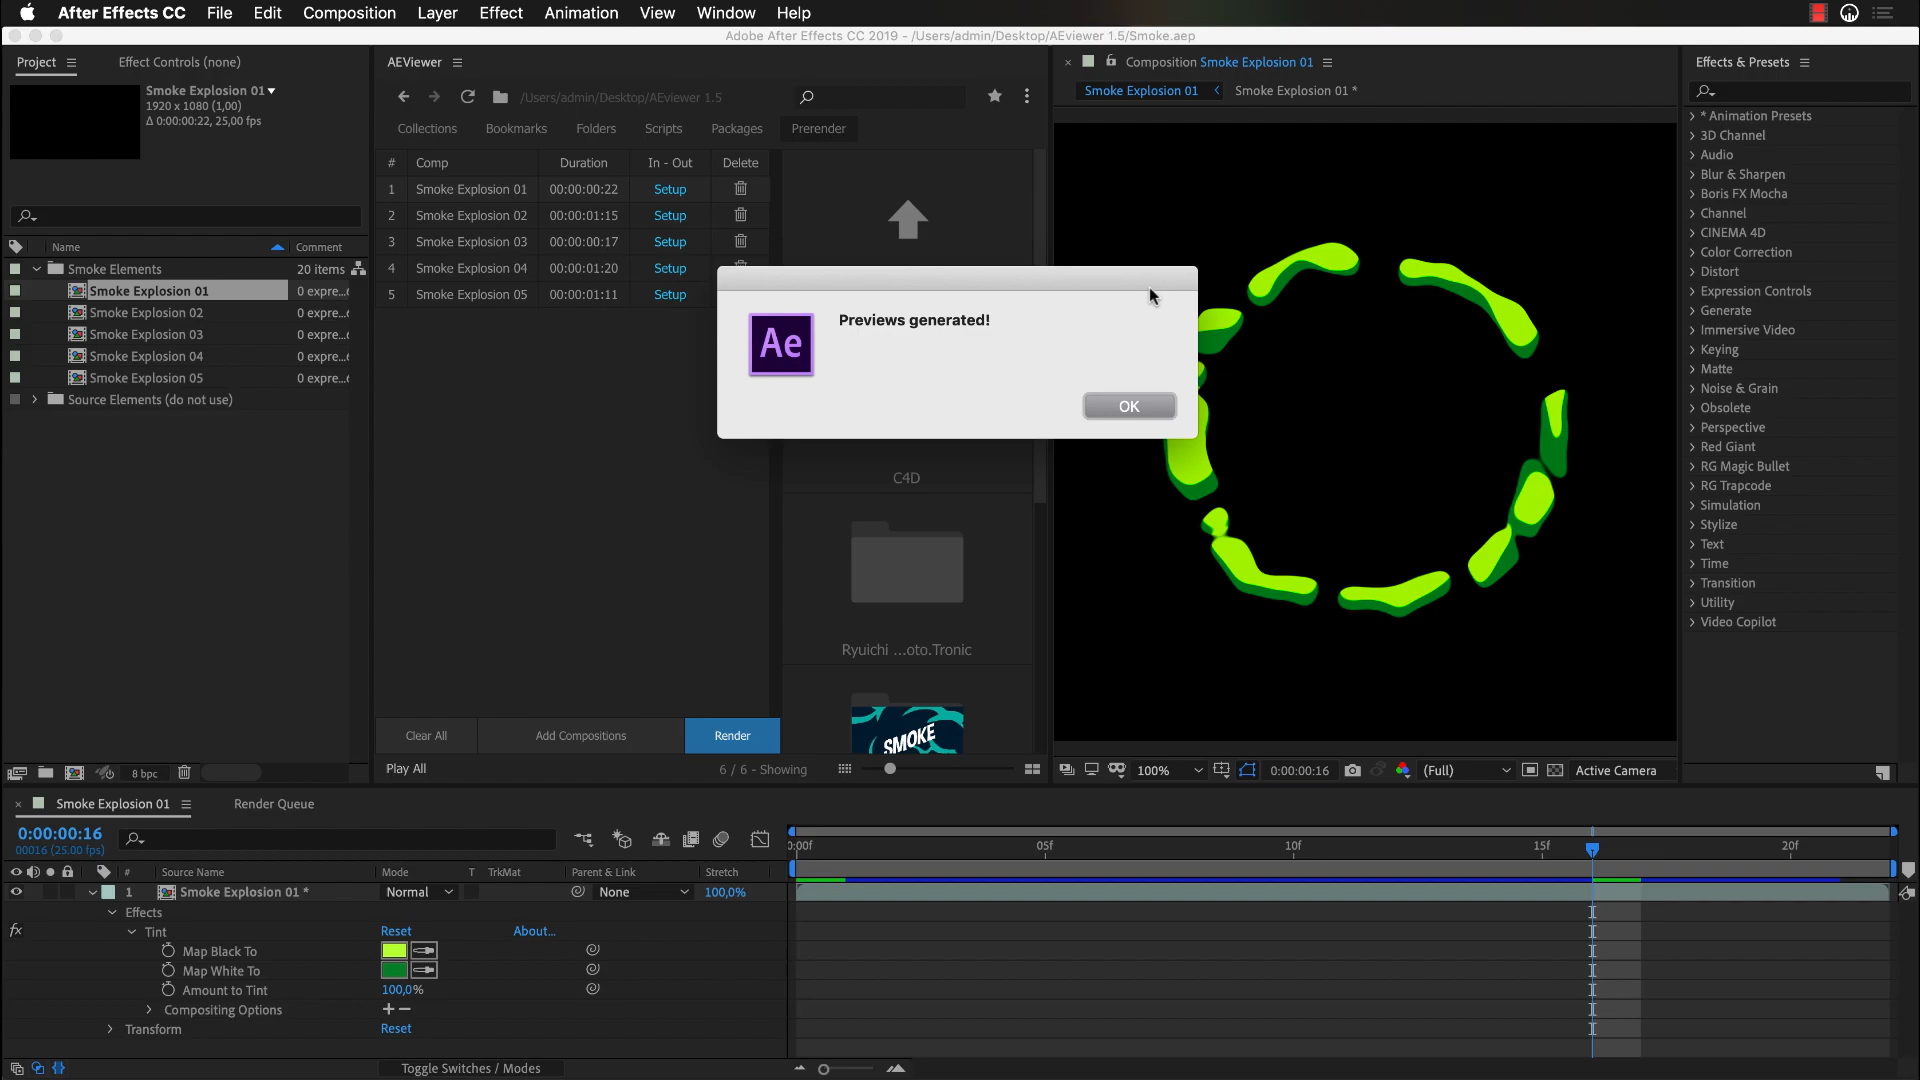 After Effects CC File Edit Composition Layer Effect Animation View Window Help
Adobe After Effects CC 2019 - /Users/admin/Desktop/AEviewer 1.5/Smoke.aep
Project
Effect Controls (none)
Smoke Explosion 01
1920 x 1080 (1,00)
Δ 0:00:00:22, 25,00 fps)
Name Comment
Smoke Elements 20 items
Smoke Explosion 01 0 expre...
Smoke Explosion 02 0 expre...
Smoke Explosion 03 0 expre...
Smoke Explosion 04 0 expre...
Smoke Explosion 05 0 expre...
Source Elements (do not use)
8 bpc
AEViewer
/Users/admin/Desktop/AEviewer 1.5
Collections Bookmarks Folders Scripts Packages Prerender
# Comp Duration In - Out Delete
1 Smoke Explosion 01 00:00:00:22 Setup
2 Smoke Explosion 02 00:00:01:15 Setup
3 Smoke Explosion 03 00:00:00:17 Setup
4 Smoke Explosion 04 00:00:01:20 Setup
5 Smoke Explosion 05 00:00:01:11 Setup
Previews generated!
Ae
OK
C4D
Ryuichi ...oto.Tronic
SMOKE
Clear All Add Compositions Render
Play All 6 / 6 - Showing
Composition Smoke Explosion 01
Smoke Explosion 01 Smoke Explosion 01 *
100% 0:00:00:16 (Full) Active Camera
Effects & Presets
* Animation Presets
3D Channel
Audio
Blur & Sharpen
Boris FX Mocha
Channel
CINEMA 4D
Color Correction
Distort
Expression Controls
Generate
Immersive Video
Keying
Matte
Noise & Grain
Obsolete
Perspective
Red Giant
RG Magic Bullet
RG Trapcode
Simulation
Stylize
Text
Time
Transition
Utility
Video Copilot
Smoke Explosion 01 Render Queue
0:00:00:16
00016 (25.00 fps)
# Source Name Mode T TrkMat Parent & Link Stretch
1 Smoke Explosion 01 * Normal None 100,0%
Effects
fx Tint Reset About...
Map Black To
Map White To
Amount to Tint 100,0%
Compositing Options
Transform Reset
Toggle Switches / Modes
0:00f 05f 10f 15f 20f